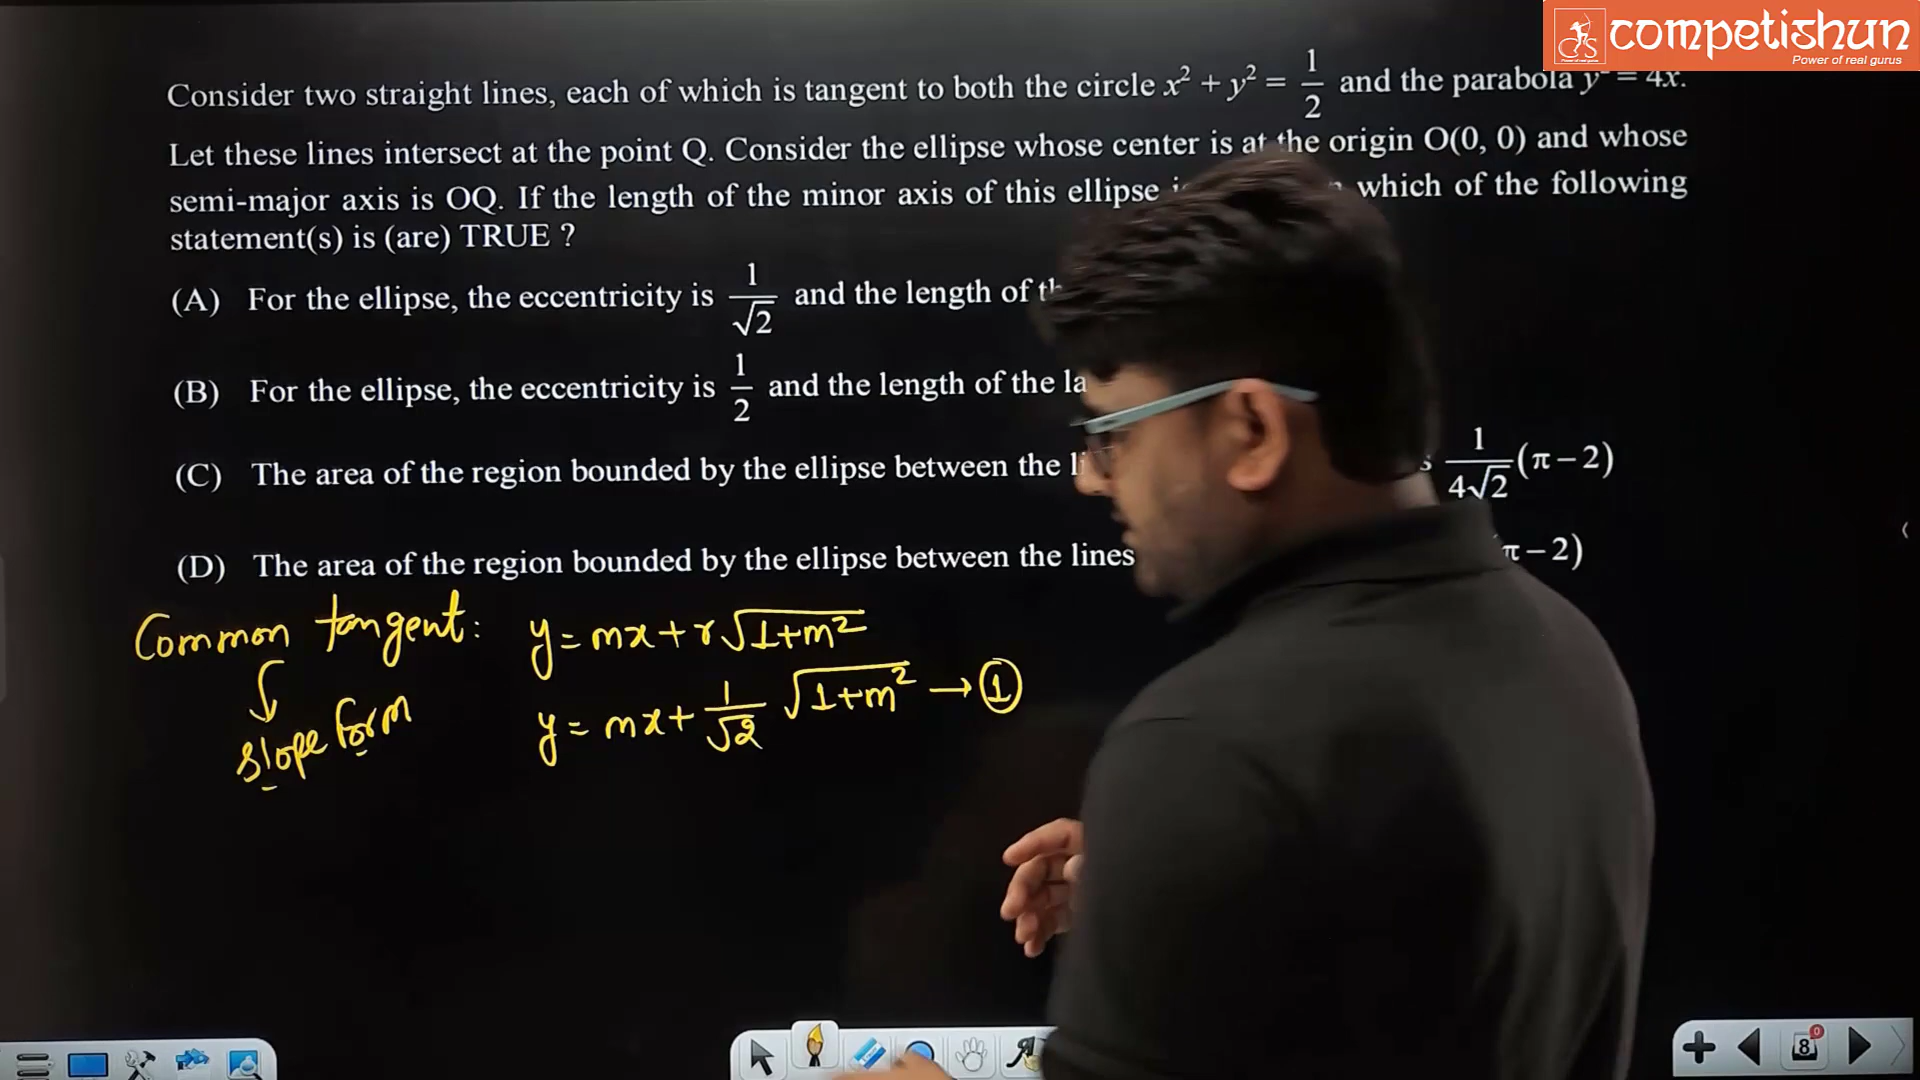 competishun
Power of real gurus
Consider two straight lines, each of which is tangent to both the circle x² + y² = 1/2 and the parabola y² = 4x.
Let these lines intersect at the point Q. Consider the ellipse whose center is at the origin O(0, 0) and whose
semi-major axis is OQ. If the length of the minor axis of this ellipse which of the following
statement(s) is (are) TRUE ?
(A) For the ellipse, the eccentricity is 1/√2 and the length of
(B) For the ellipse, the eccentricity is 1/2 and the length of the
(C) The area of the region bounded by the ellipse between the 1/(4√2) (π – 2)
(D) The area of the region bounded by the ellipse between the lines π – 2)
Common tangent: y = mx + r√(1+m²)
slope form y = mx + 1/√2 √(1+m²) → ①
8
0